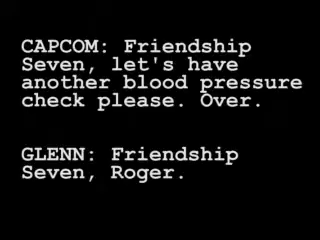 CAPCOM: Friendship
Seven, let's have
another blood pressure
check please. Over.
GLENN: Friendship
Seven, Roger.